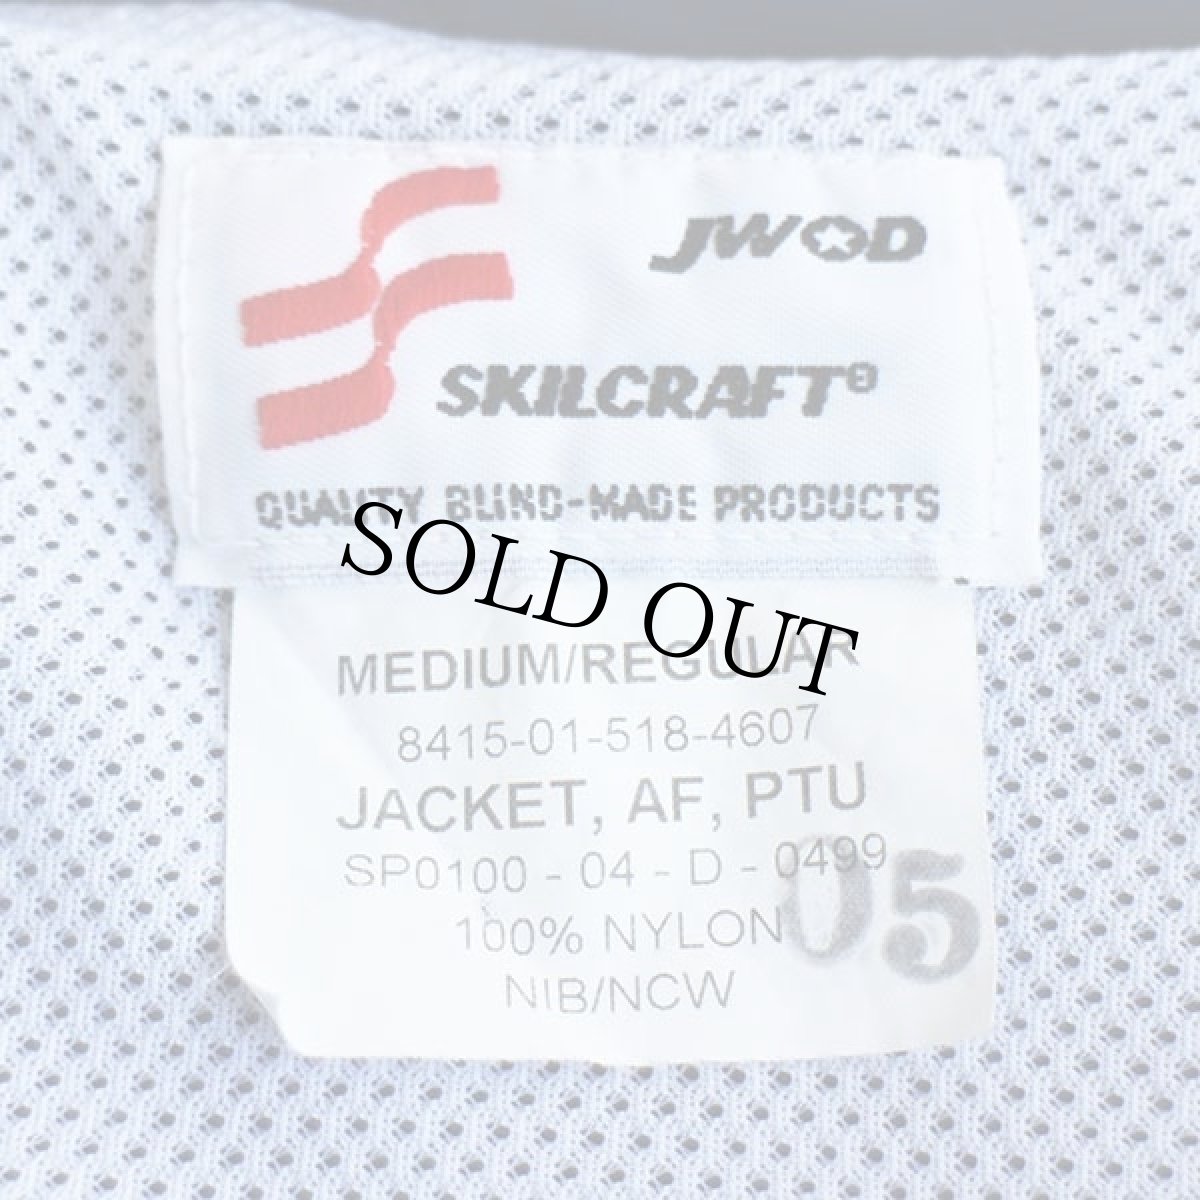 JWOD
SKILCRAFT®
QUALITY BLIND-MADE PRODUCTS
SOLD OUT
MEDIUM/REGULAR
8415-01-518-4607
JACKET, AF, PTU
SP0100 - 04 - D - 0499
05
100% NYLON
NIB/NCW